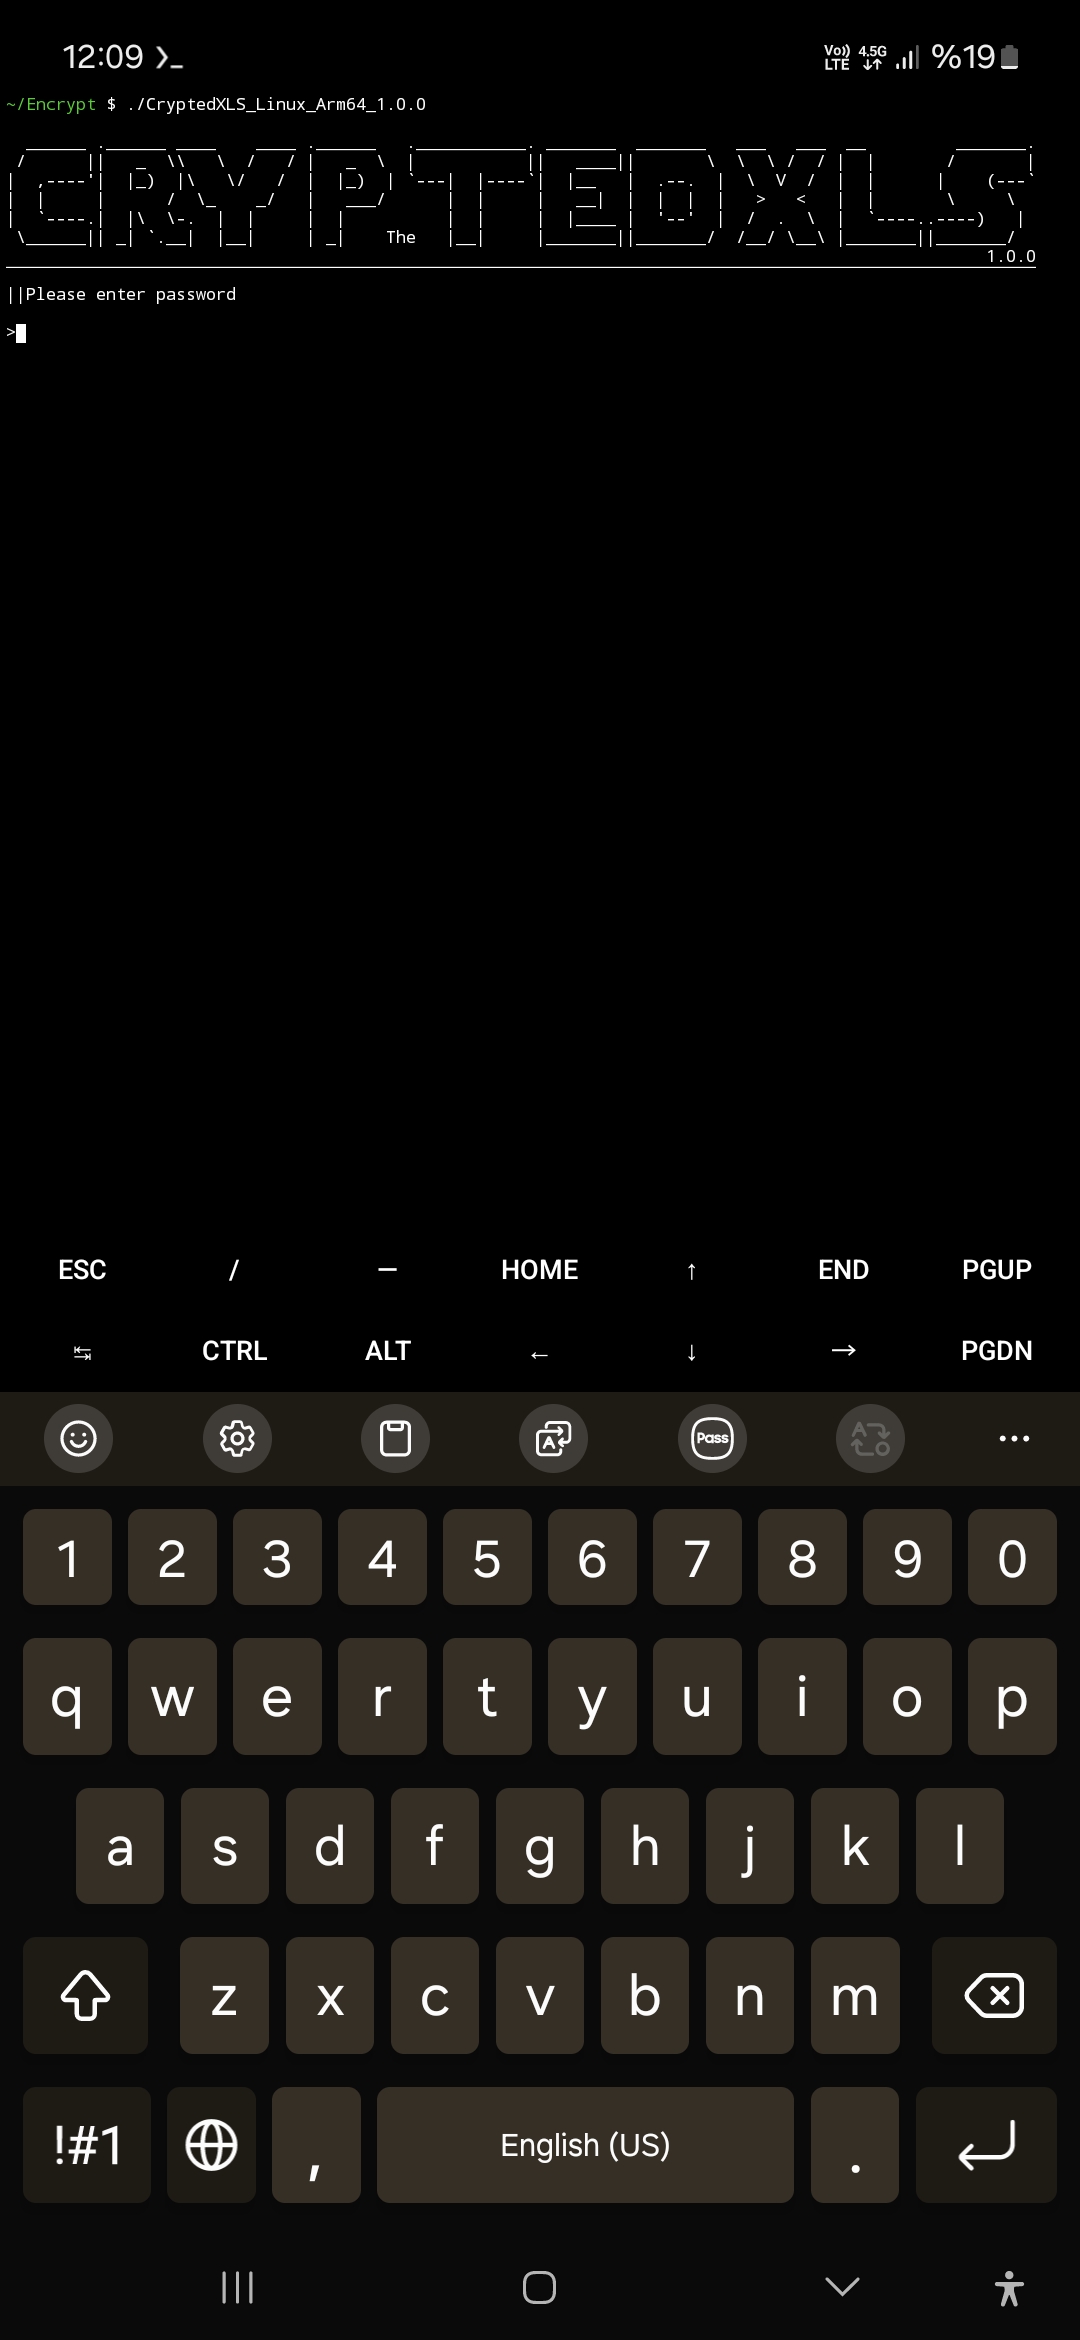 12:09 Vo)) LTE 4.5G %19
~/Encrypt $ ./CryptedXLS_Linux_Arm64_1.0.0
CRYPTEDXLS
The
1.0.0
||Please enter password
>
ESC / — HOME ↑ END PGUP
↹ CTRL ALT ← ↓ → PGDN
Pass
1 2 3 4 5 6 7 8 9 0
q w e r t y u i o p
a s d f g h j k l
z x c v b n m
!#1 , English (US) .